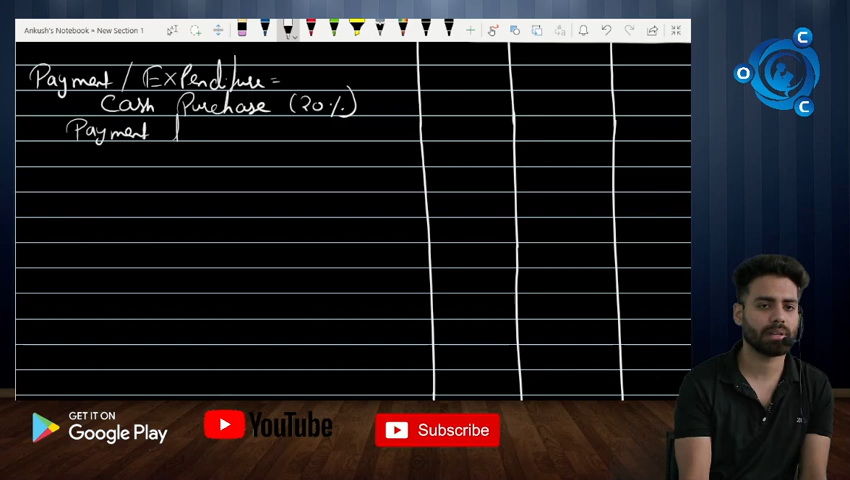 Ankush's Notebook » New Section 1
Payment / Expenditure =
Cash Purchase (20%)
Payment
O C C
GET IT ON
Google Play
YouTube
Subscribe